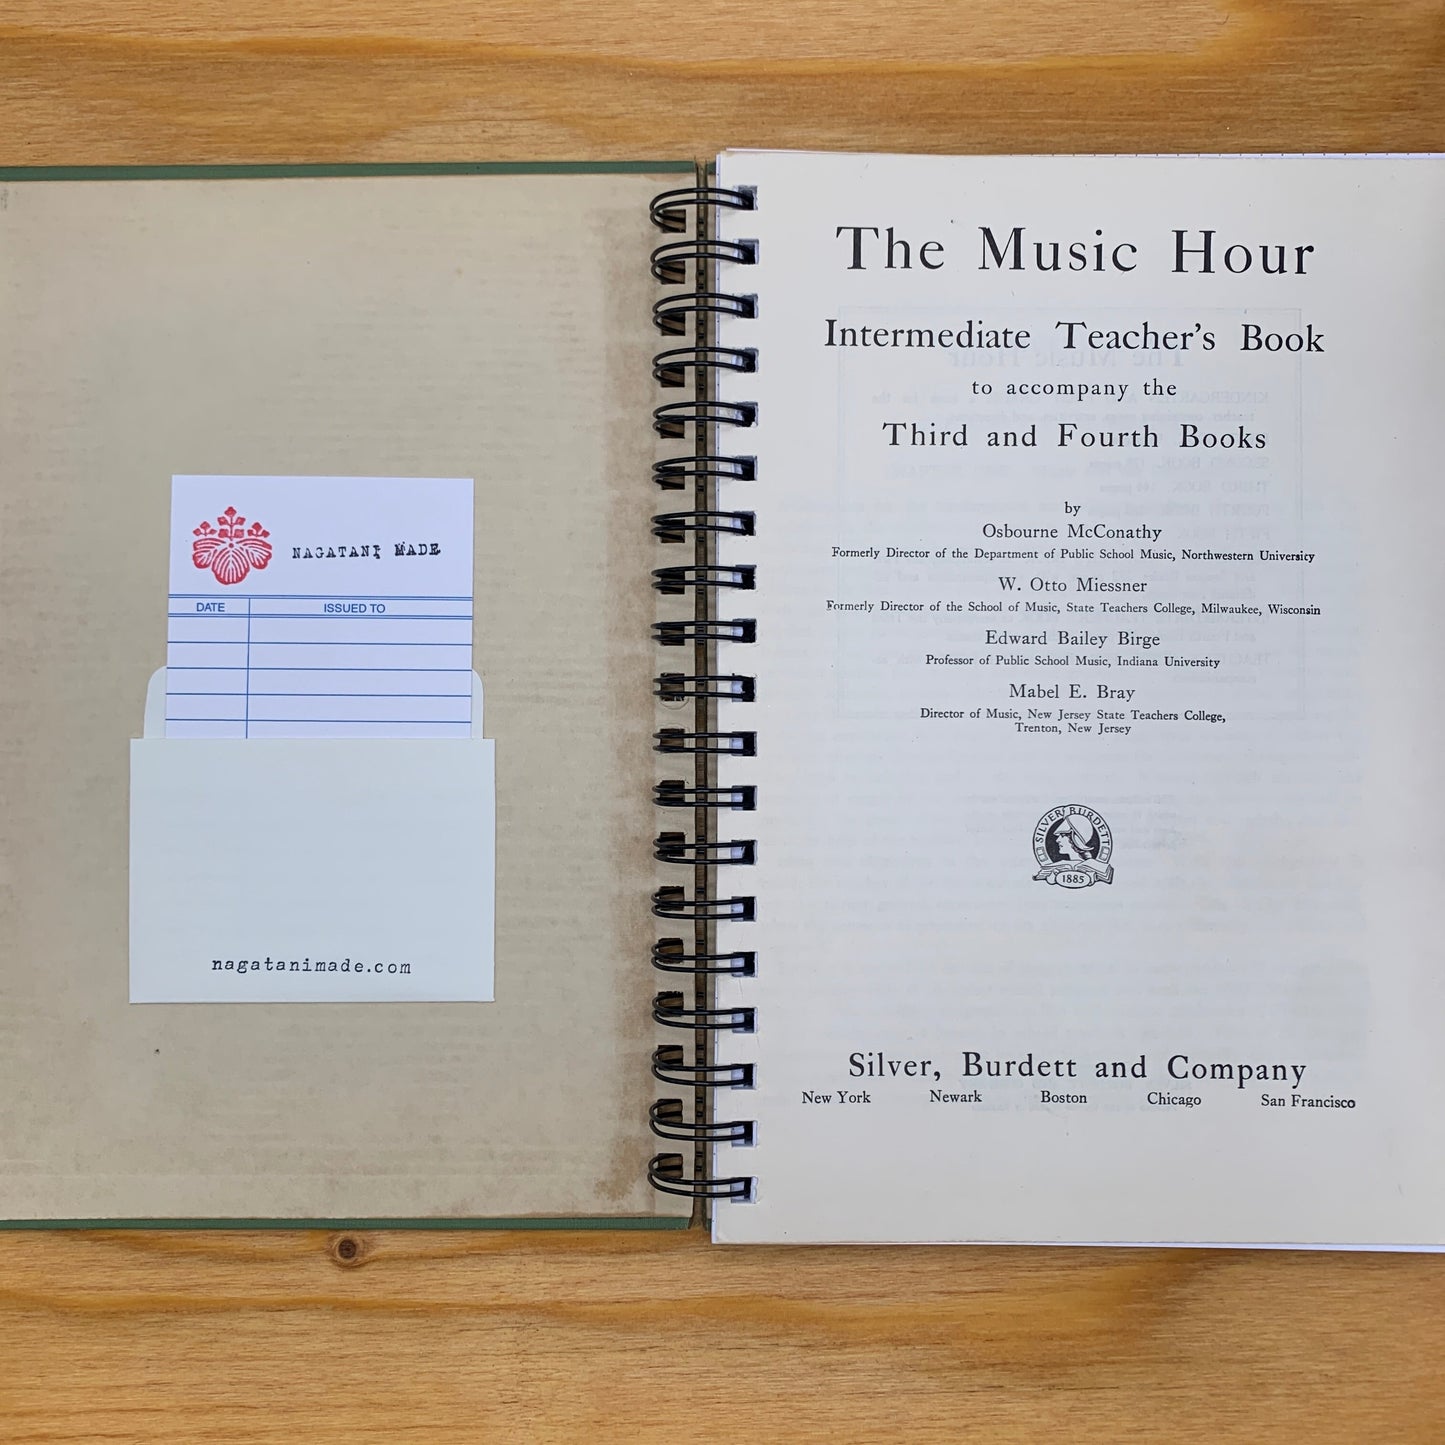 NAGATANI MADE
DATE ISSUED TO
nagatanimade.com
The Music Hour
Intermediate Teacher's Book
to accompany the
Third and Fourth Books
by
Osbourne McConathy
Formerly Director of the Department of Public School Music, Northwestern University
W. Otto Miessner
Formerly Director of the School of Music, State Teachers College, Milwaukee, Wisconsin
Edward Bailey Birge
Professor of Public School Music, Indiana University
Mabel E. Bray
Director of Music, New Jersey State Teachers College,
Trenton, New Jersey
SILVER BURDETT
1885
Silver, Burdett and Company
New York Newark Boston Chicago San Francisco